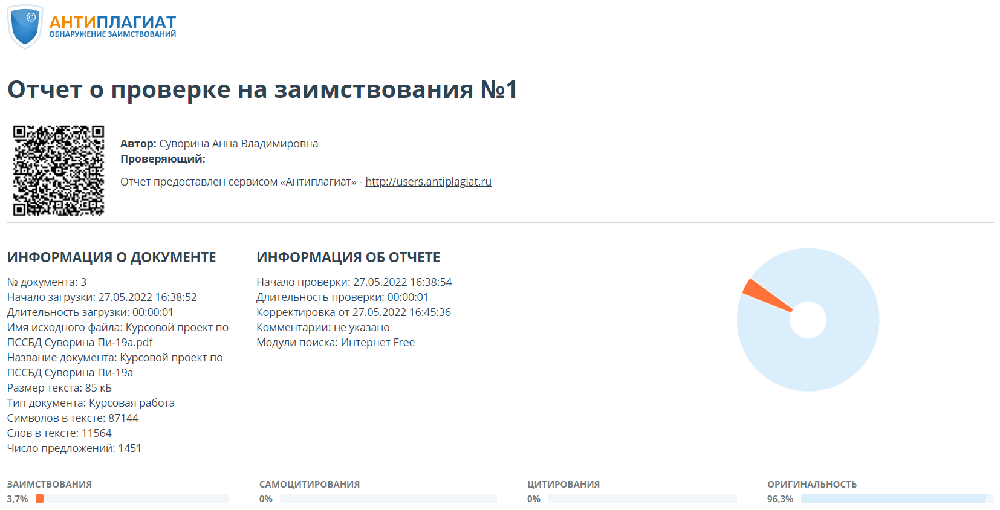 ©
АНТИПЛАГИАТ
ОБНАРУЖЕНИЕ ЗАИМСТВОВАНИЙ
Отчет о проверке на заимствования №1
Автор: Суворина Анна Владимировна
Проверяющий:
Отчет предоставлен сервисом «Антиплагиат» - http://users.antiplagiat.ru
ИНФОРМАЦИЯ О ДОКУМЕНТЕ
№ документа: 3
Начало загрузки: 27.05.2022 16:38:52
Длительность загрузки: 00:00:01
Имя исходного файла: Курсовой проект по
ПССБД Суворина Пи-19а.pdf
Название документа: Курсовой проект по
ПССБД Суворина Пи-19а
Размер текста: 85 кБ
Тип документа: Курсовая работа
Символов в тексте: 87144
Слов в тексте: 11564
Число предложений: 1451
ИНФОРМАЦИЯ ОБ ОТЧЕТЕ
Начало проверки: 27.05.2022 16:38:54
Длительность проверки: 00:00:01
Корректировка от 27.05.2022 16:45:36
Комментарии: не указано
Модули поиска: Интернет Free
ЗАИМСТВОВАНИЯ
3,7%
САМОЦИТИРОВАНИЯ
0%
ЦИТИРОВАНИЯ
0%
ОРИГИНАЛЬНОСТЬ
96,3%